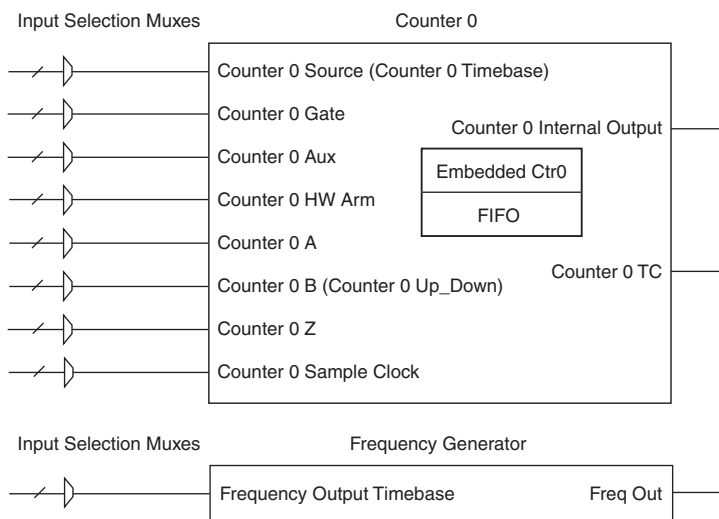 Input Selection Muxes
Counter 0
Counter 0 Source (Counter 0 Timebase)
Counter 0 Gate
Counter 0 Internal Output
Counter 0 Aux
Embedded Ctr0
Counter 0 HW Arm
FIFO
Counter 0 A
Counter 0 TC
Counter 0 B (Counter 0 Up_Down)
Counter 0 Z
Counter 0 Sample Clock
Input Selection Muxes
Frequency Generator
Frequency Output Timebase
Freq Out